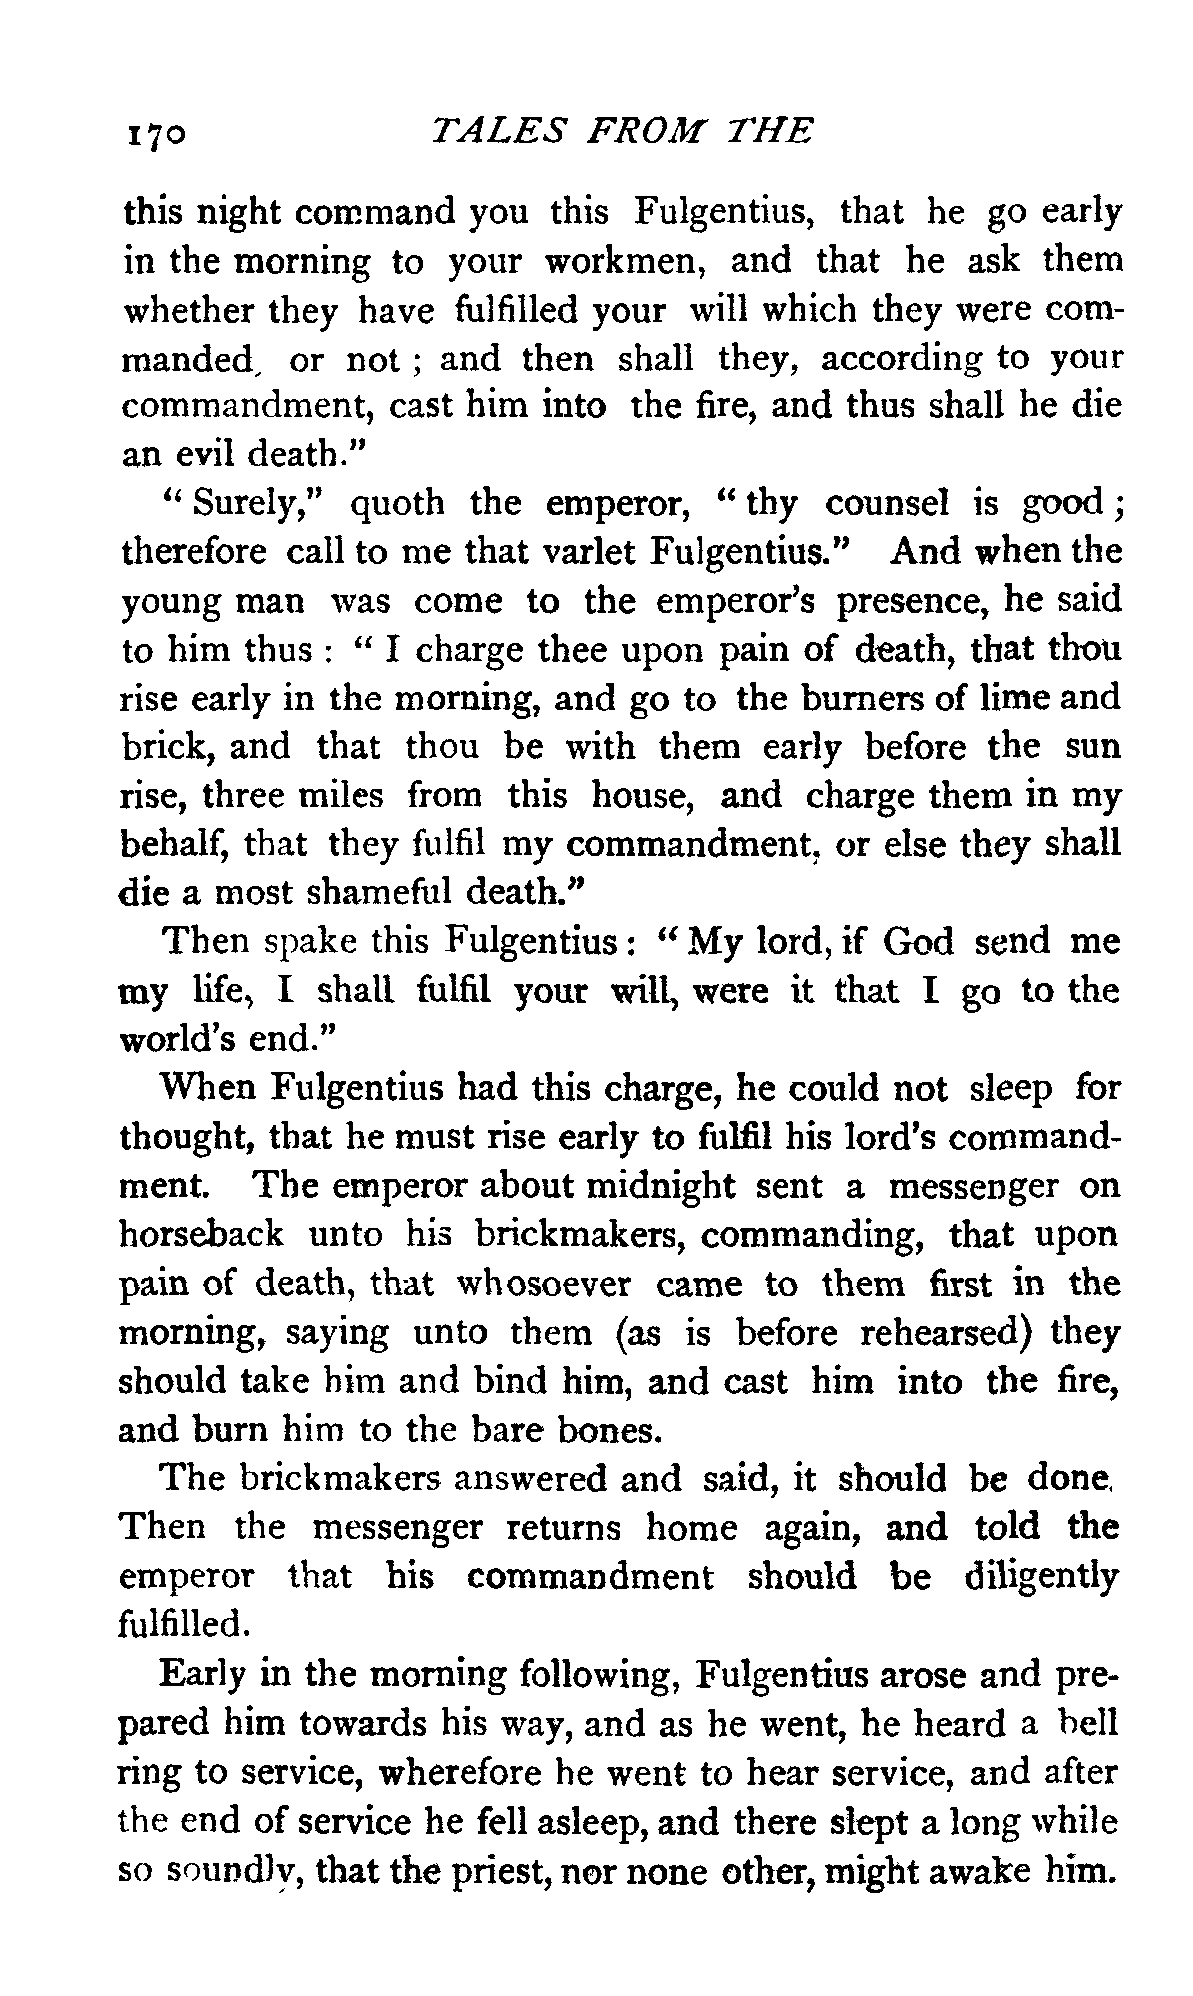 170 TALES FROM THE
this night command you this Fulgentius, that he go early
in the morning to your workmen, and that he ask them
whether they have fulfilled your will which they were com-
manded, or not ; and then shall they, according to your
commandment, cast him into the fire, and thus shall he die
an evil death."
" Surely," quoth the emperor, " thy counsel is good ;
therefore call to me that varlet Fulgentius." And when the
young man was come to the emperor's presence, he said
to him thus : " I charge thee upon pain of death, that thou
rise early in the morning, and go to the burners of lime and
brick, and that thou be with them early before the sun
rise, three miles from this house, and charge them in my
behalf, that they fulfil my commandment, or else they shall
die a most shameful death."
Then spake this Fulgentius : " My lord, if God send me
my life, I shall fulfil your will, were it that I go to the
world's end."
When Fulgentius had this charge, he could not sleep for
thought, that he must rise early to fulfil his lord's command-
ment. The emperor about midnight sent a messenger on
horseback unto his brickmakers, commanding, that upon
pain of death, that whosoever came to them first in the
morning, saying unto them (as is before rehearsed) they
should take him and bind him, and cast him into the fire,
and burn him to the bare bones.
The brickmakers answered and said, it should be done.
Then the messenger returns home again, and told the
emperor that his commandment should be diligently
fulfilled.
Early in the morning following, Fulgentius arose and pre-
pared him towards his way, and as he went, he heard a bell
ring to service, wherefore he went to hear service, and after
the end of service he fell asleep, and there slept a long while
so soundly, that the priest, nor none other, might awake him.